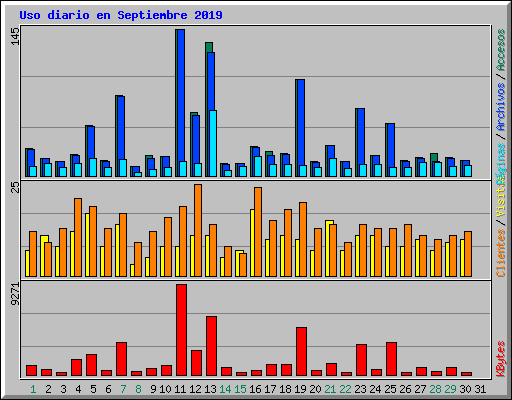 Uso diario en Septiembre 2019
145
25
9271
Accesos
/ Archivos /
Clientes /
KBytes
1 2 3 4 5 6 7 8 9 10 11 12 13 14 15 16 17 18 19 20 21 22 23 24 25 26 27 28 29 30 31